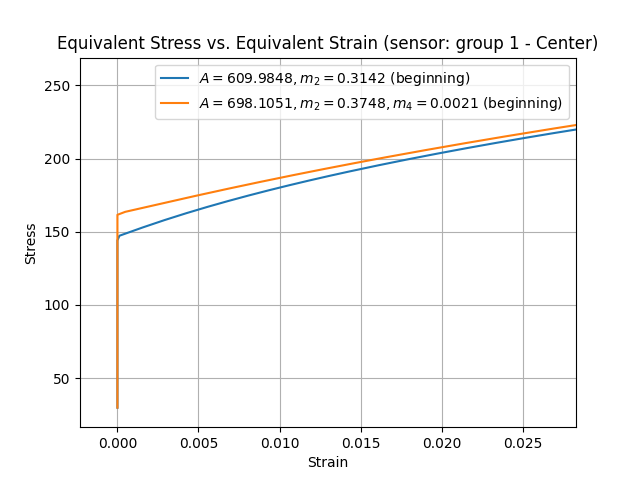 Equivalent Stress vs. Equivalent Strain (sensor: group 1 - Center)
A = 609.9848, m₂ = 0.3142 (beginning)
A = 698.1051, m₂ = 0.3748, m₄ = 0.0021 (beginning)
250
200
150
100
50
Stress
0.000 0.005 0.010 0.015 0.020 0.025
Strain